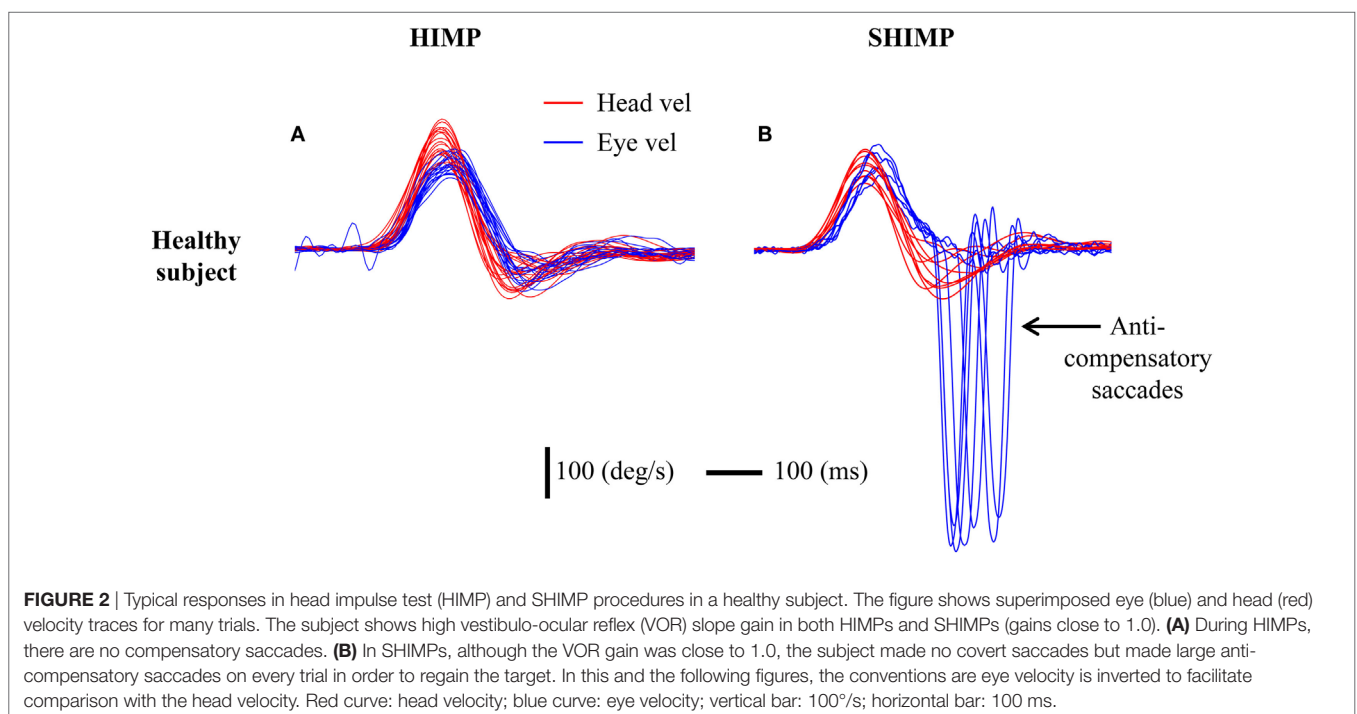 HIMP
SHIMP
Head vel
Eye vel
A
B
Healthy
subject
Anti-
compensatory
saccades
100 (deg/s)
100 (ms)
FIGURE 2 | Typical responses in head impulse test (HIMP) and SHIMP procedures in a healthy subject. The figure shows superimposed eye (blue) and head (red)
velocity traces for many trials. The subject shows high vestibulo-ocular reflex (VOR) slope gain in both HIMPs and SHIMPs (gains close to 1.0). (A) During HIMPs,
there are no compensatory saccades. (B) In SHIMPs, although the VOR gain was close to 1.0, the subject made no covert saccades but made large anti-
compensatory saccades on every trial in order to regain the target. In this and the following figures, the conventions are eye velocity is inverted to facilitate
comparison with the head velocity. Red curve: head velocity; blue curve: eye velocity; vertical bar: 100°/s; horizontal bar: 100 ms.